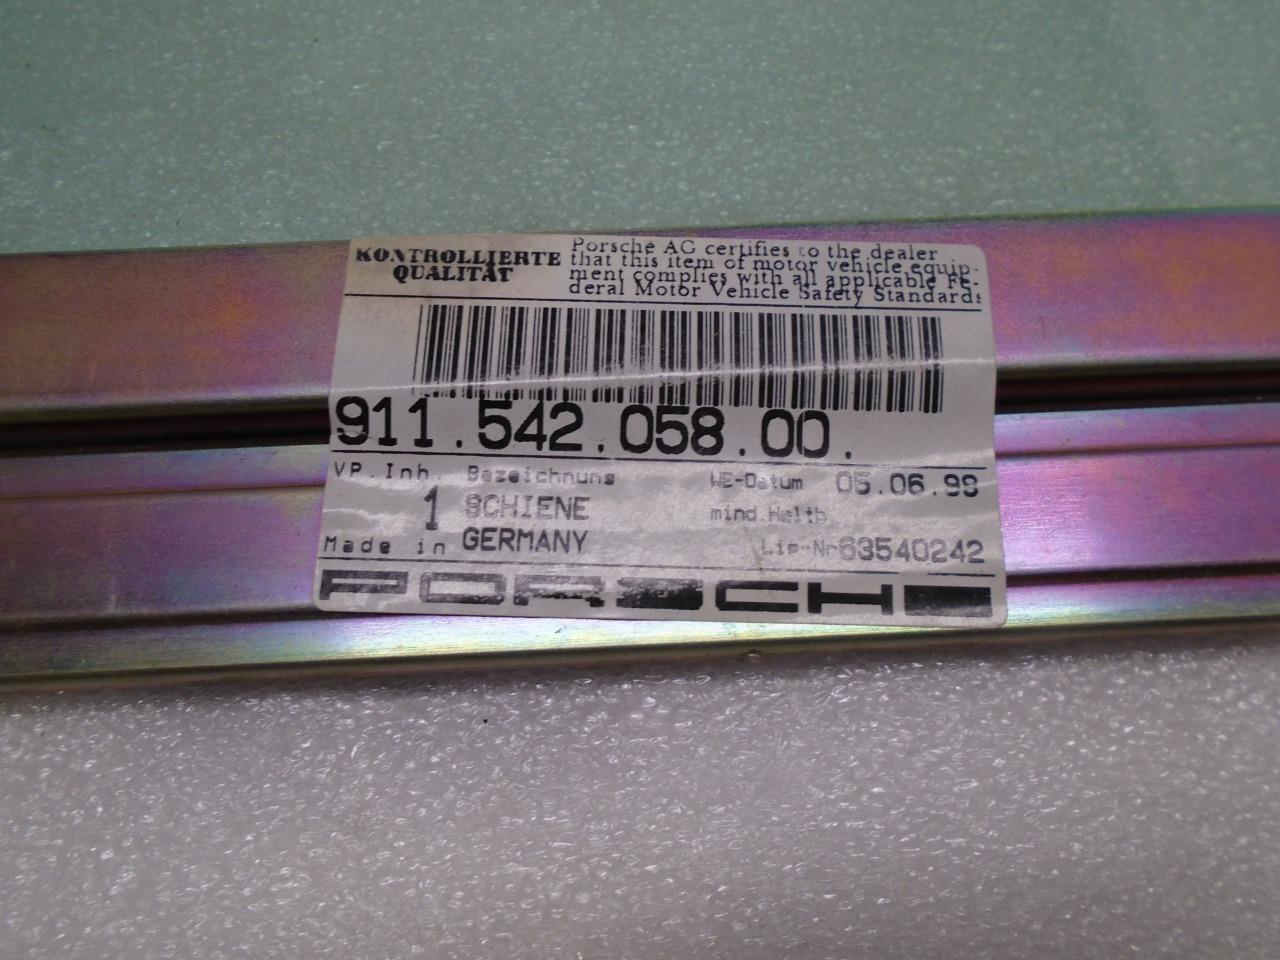 KONTROLLIERTE
QUALITÄT
Porsche AG certifies to the dealer
that this item of motor vehicle equip-
ment complies with all applicable Fe-
deral Motor Vehicle Safety Standards
911.542.058.00.
VP.Inh. Bezeichnung WE-Datum 05.06.98
1 SCHIENE mind.Haltb
Made in GERMANY Lie-Nr63540242
PORSCHE